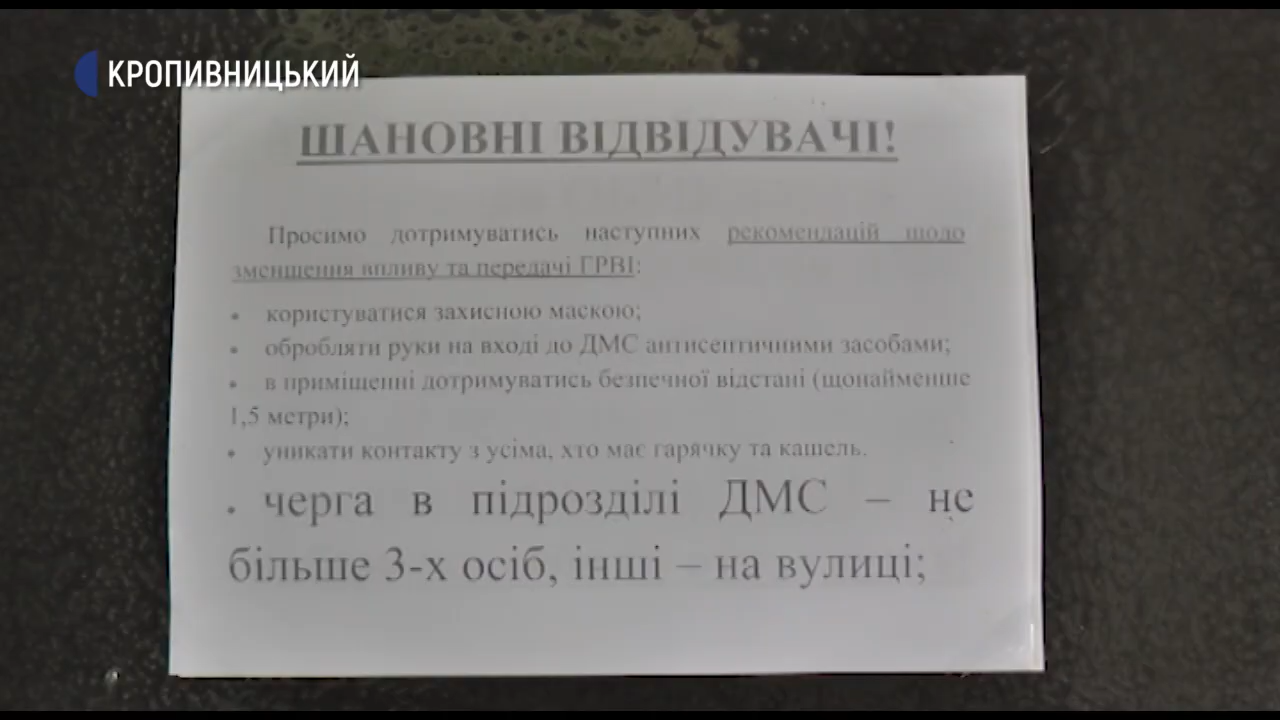 КРОПИВНИЦЬКИЙ
ШАНОВНІ ВІДВІДУВАЧІ!
Просимо дотримуватись наступних рекомендацій щодо
зменшення впливу та передачі ГРВІ:
• користуватися захисною маскою;
• обробляти руки на вході до ДМС антисептичними засобами;
• в приміщенні дотримуватись безпечної відстані (щонайменше
1,5 метри);
• уникати контакту з усіма, хто має гарячку та кашель.
• черга в підрозділі ДМС – не
більше 3-х осіб, інші – на вулиці;